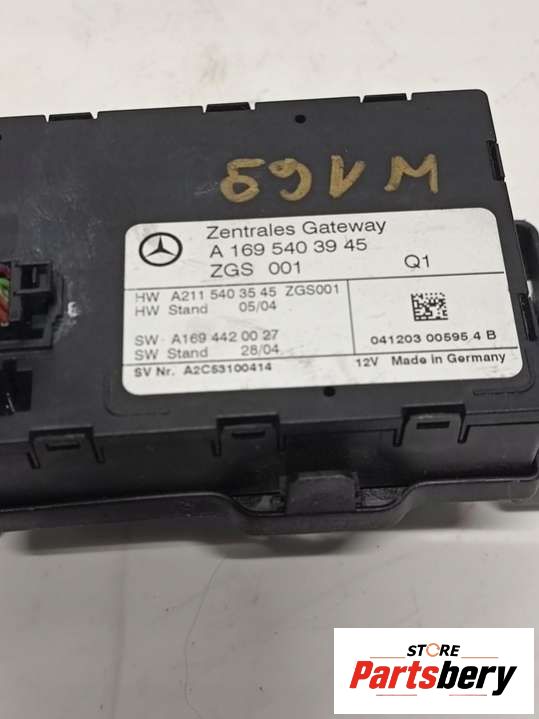 W169
Zentrales Gateway
A 169 540 39 45
ZGS 001 Q1
HW A211 540 35 45 ZGS001
HW Stand 05/04
SW A169 442 00 27
SW Stand 28/04
041203 00595 4 B
SV Nr. A2C53100414
12V Made in Germany
STORE
Partsbery